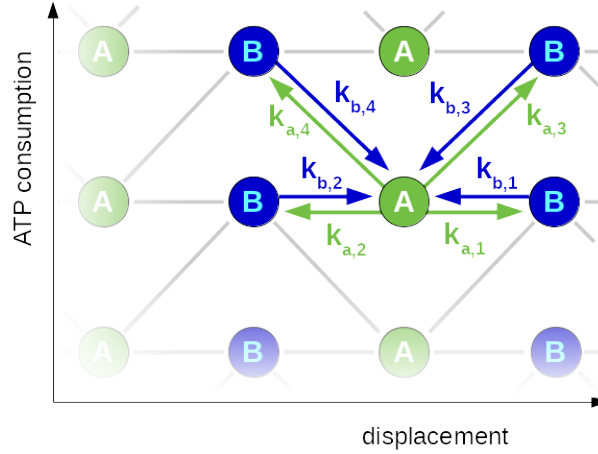 ATP consumption
A B A B
k_b,4 k_b,3
k_a,4 k_a,3
A B A B
k_b,2 k_b,1
k_a,2 k_a,1
A B A B
displacement